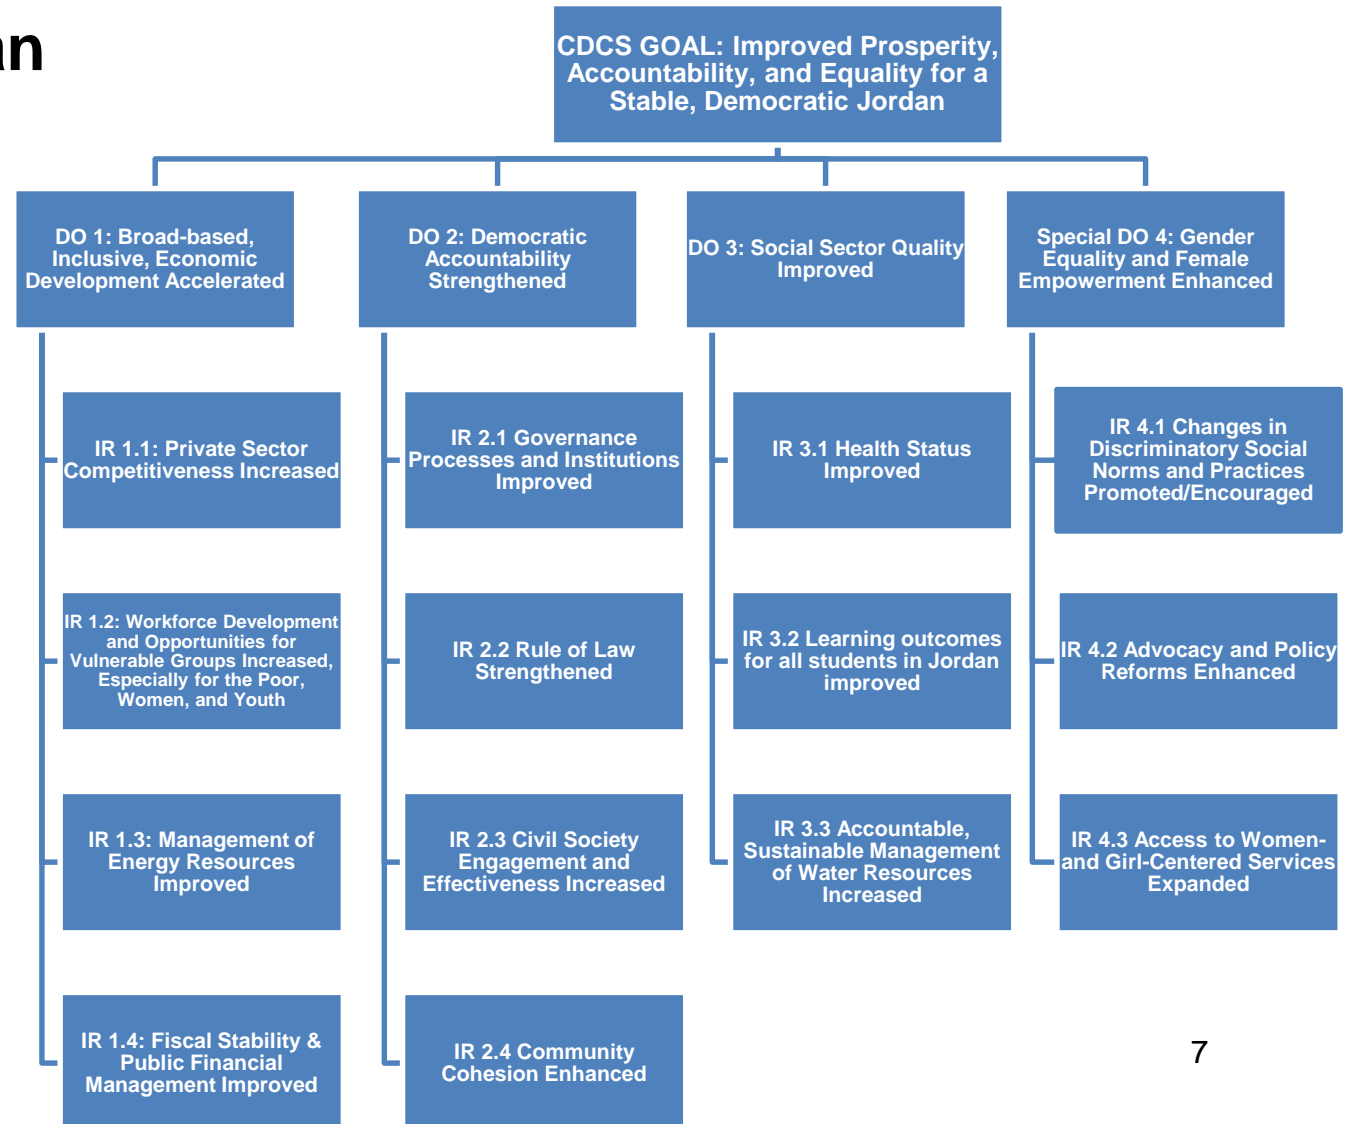 an
CDCS GOAL: Improved Prosperity,
Accountability, and Equality for a
Stable, Democratic Jordan
DO 1: Broad-based,
Inclusive, Economic
Development Accelerated
DO 2: Democratic
Accountability
Strengthened
DO 3: Social Sector Quality
Improved
Special DO 4: Gender
Equality and Female
Empowerment Enhanced
IR 1.1: Private Sector
Competitiveness Increased
IR 2.1 Governance
Processes and Institutions
Improved
IR 3.1 Health Status
Improved
IR 4.1 Changes in
Discriminatory Social
Norms and Practices
Promoted/Encouraged
IR 1.2: Workforce Development
and Opportunities for
Vulnerable Groups Increased,
Especially for the Poor,
Women, and Youth
IR 2.2 Rule of Law
Strengthened
IR 3.2 Learning outcomes
for all students in Jordan
improved
IR 4.2 Advocacy and Policy
Reforms Enhanced
IR 1.3: Management of
Energy Resources
Improved
IR 2.3 Civil Society
Engagement and
Effectiveness Increased
IR 3.3 Accountable,
Sustainable Management
of Water Resources
Increased
IR 4.3 Access to Women-
and Girl-Centered Services
Expanded
IR 1.4: Fiscal Stability &
Public Financial
Management Improved
IR 2.4 Community
Cohesion Enhanced
7